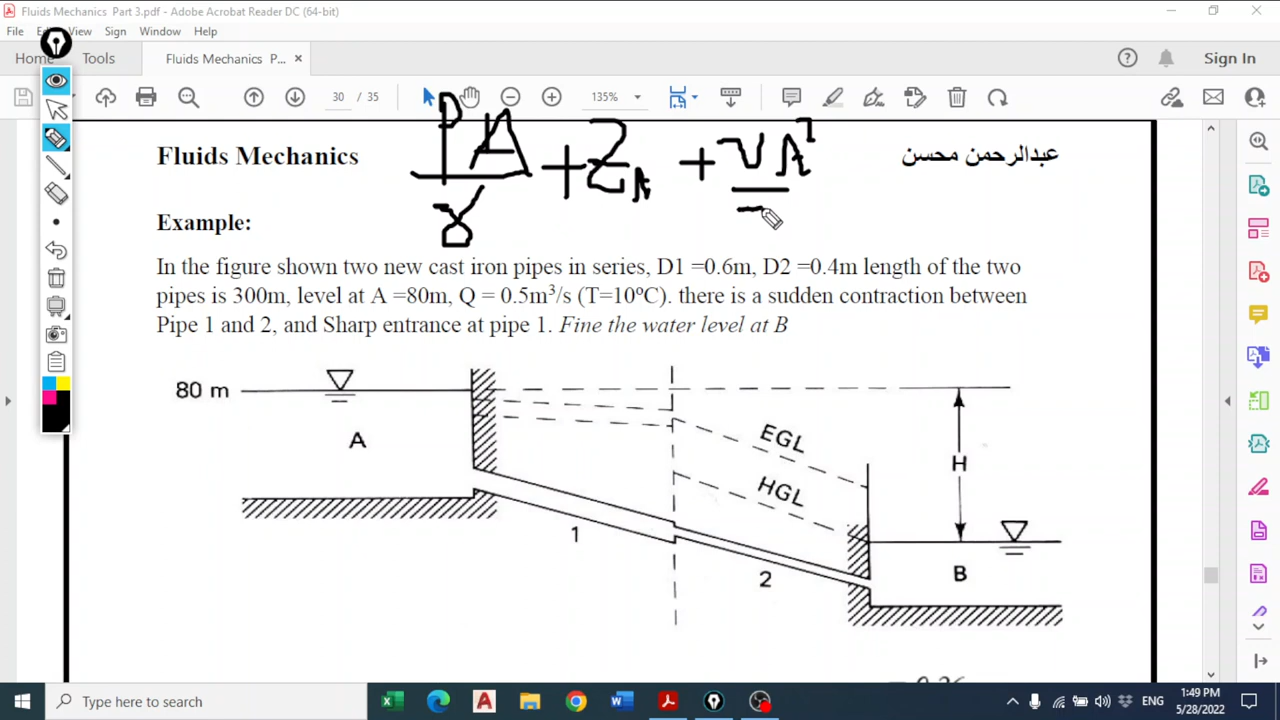 Fluids Mechanics Part 3.pdf - Adobe Acrobat Reader DC (64-bit)
File View Sign Window Help
Home Tools Fluids Mechanics P... × Sign In
30 / 35 135%
PA/γ + ZA + VA²
Fluids Mechanics عبدالرحمن محسن
Example:
In the figure shown two new cast iron pipes in series, D1 =0.6m, D2 =0.4m length of the two
pipes is 300m, level at A =80m, Q = 0.5m³/s (T=10ºC). there is a sudden contraction between
Pipe 1 and 2, and Sharp entrance at pipe 1. Fine the water level at B
80 m
A
EGL
H
HGL
1
B
2
Type here to search
ENG
1:49 PM
5/28/2022